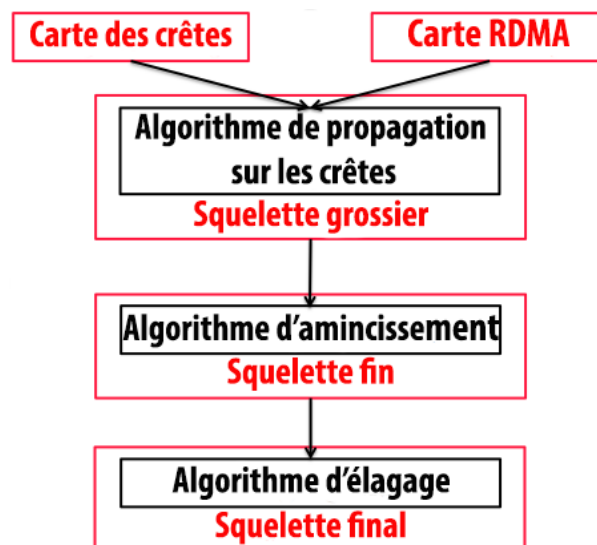 Carte des crêtes
Carte RDMA
Algorithme de propagation
sur les crêtes
Squelette grossier
Algorithme d'amincissement
Squelette fin
Algorithme d'élagage
Squelette final